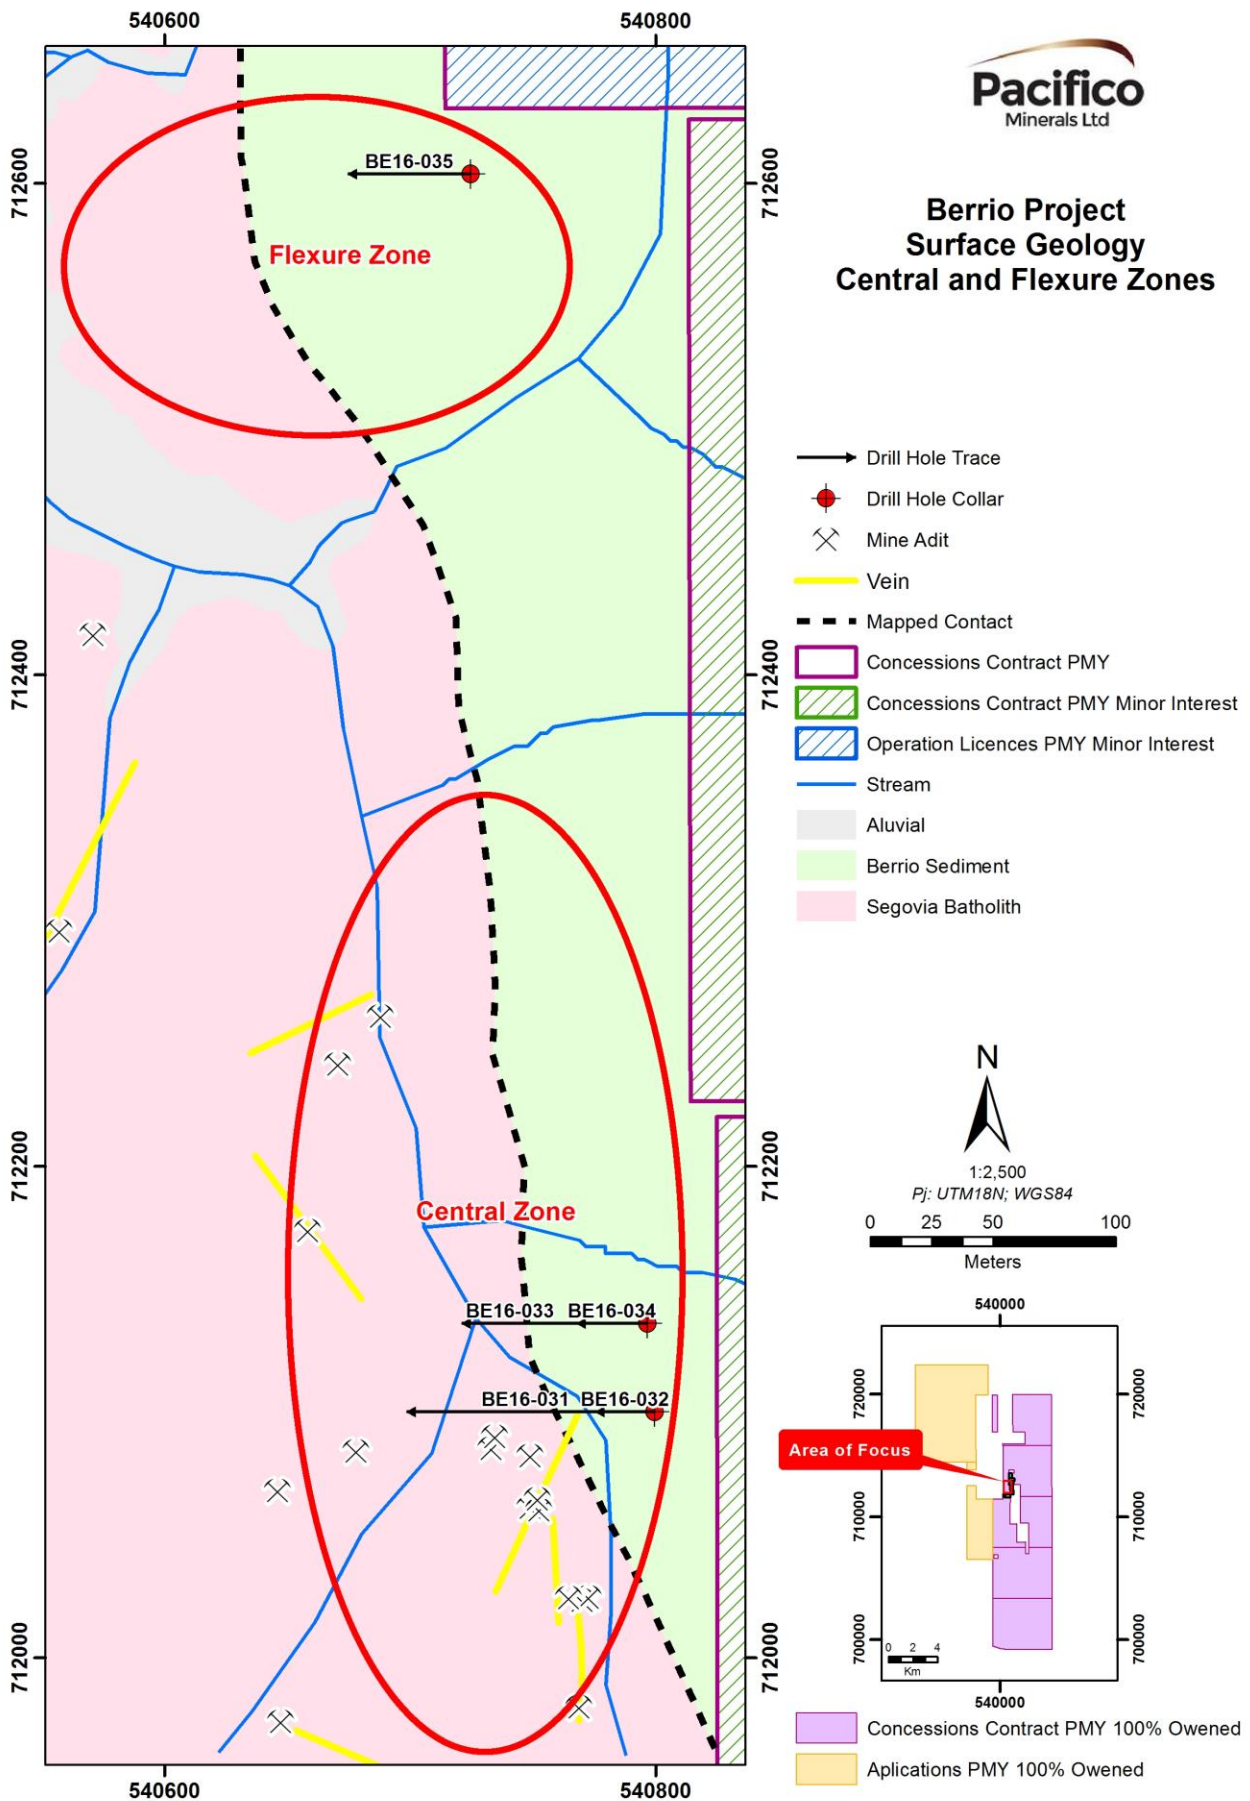 540600
540800
Pacifico
Minerals Ltd
Berrio Project
Surface Geology
Central and Flexure Zones
712600
712600
BE16-035
Flexure Zone
Drill Hole Trace
Drill Hole Collar
Mine Adit
Vein
Mapped Contact
Concessions Contract PMY
Concessions Contract PMY Minor Interest
Operation Licences PMY Minor Interest
Stream
Aluvial
Berrio Sediment
Segovia Batholith
712400
712400
N
1:2,500
Pj: UTM18N; WGS84
0 25 50 100
Meters
712200
712200
Central Zone
BE16-033 BE16-034
BE16-031 BE16-032
712000
712000
540600
540800
540000
720000
720000
Area of Focus
710000
710000
700000
700000
0 2 4
Km
540000
Concessions Contract PMY 100% Owened
Aplications PMY 100% Owened